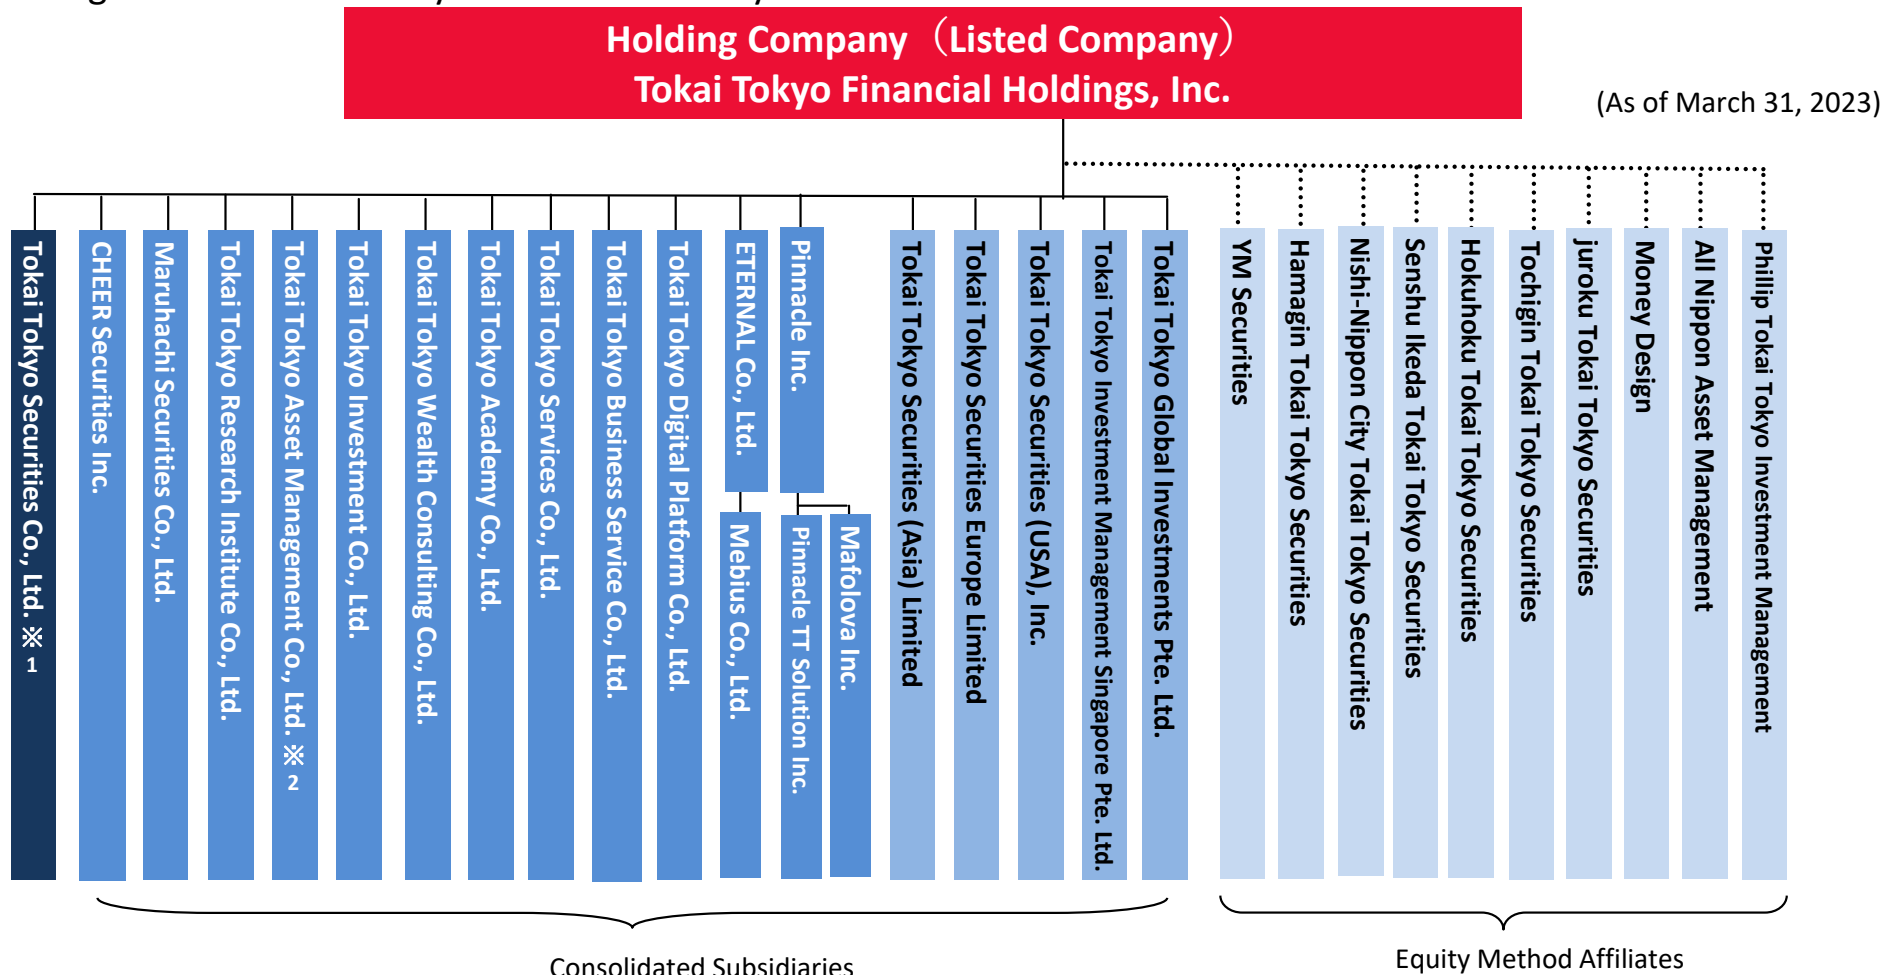 Holding Company（Listed Company）
Tokai Tokyo Financial Holdings, Inc.
(As of March 31, 2023)
Tokai Tokyo Securities Co., Ltd. ※ 1
CHEER Securities Inc.
Maruhachi Securities Co., Ltd.
Tokai Tokyo Research Institute Co., Ltd.
Tokai Tokyo Asset Management Co., Ltd. ※ 2
Tokai Tokyo Investment Co., Ltd.
Tokai Tokyo Wealth Consulting Co., Ltd.
Tokai Tokyo Academy Co., Ltd.
Tokai Tokyo Services Co., Ltd.
Tokai Tokyo Business Service Co., Ltd.
Tokai Tokyo Digital Platform Co., Ltd.
ETERNAL Co., Ltd.
Mebius Co., Ltd.
Pinnacle Inc.
Pinnacle TT Solution Inc.
Mafolova Inc.
Tokai Tokyo Securities (Asia) Limited
Tokai Tokyo Securities Europe Limited
Tokai Tokyo Securities (USA), Inc.
Tokai Tokyo Investment Management Singapore Pte. Ltd.
Tokai Tokyo Global Investments Pte. Ltd.
YM Securities
Hamagin Tokai Tokyo Securities
Nishi-Nippon City Tokai Tokyo Securities
Senshu Ikeda Tokai Tokyo Securities
Hokuhoku Tokai Tokyo Securities
Tochigin Tokai Tokyo Securities
juroku Tokai Tokyo Securities
Money Design
All Nippon Asset Management
Phillip Tokai Tokyo Investment Management
Consolidated Subsidiaries
Equity Method Affiliates